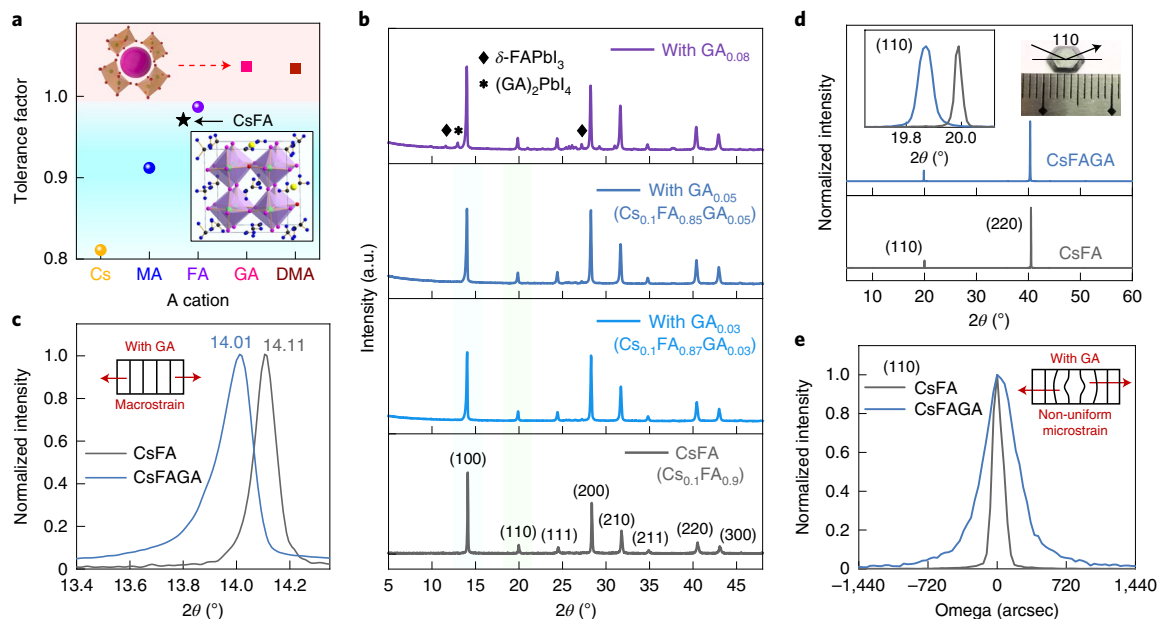 a
Tolerance factor
1.0
0.9
0.8
CsFA
Cs MA FA GA DMA
A cation
b
Intensity (a.u.)
With GA0.08
♦ δ-FAPbI3
✱ (GA)2PbI4
With GA0.05
(Cs0.1FA0.85GA0.05)
With GA0.03
(Cs0.1FA0.87GA0.03)
CsFA
(Cs0.1FA0.9)
(100)
(110)
(111)
(200)
(210)
(211)
(220)
(300)
5 10 15 20 25 30 35 40 45
2θ (°)
c
Normalized intensity
1.0
0.8
0.6
0.4
0.2
0
With GA
Macrostrain
14.01
14.11
CsFA
CsFAGA
13.4 13.6 13.8 14.0 14.2
2θ (°)
d
Normalized intensity
(110)
19.8 20.0
2θ (°)
110
CsFAGA
(110)
(220)
CsFA
10 20 30 40 50 60
2θ (°)
e
Normalized intensity
1.0
0.8
0.6
0.4
0.2
0
(110)
CsFA
CsFAGA
With GA
Non-uniform
microstrain
−1,440 −720 0 720 1,440
Omega (arcsec)